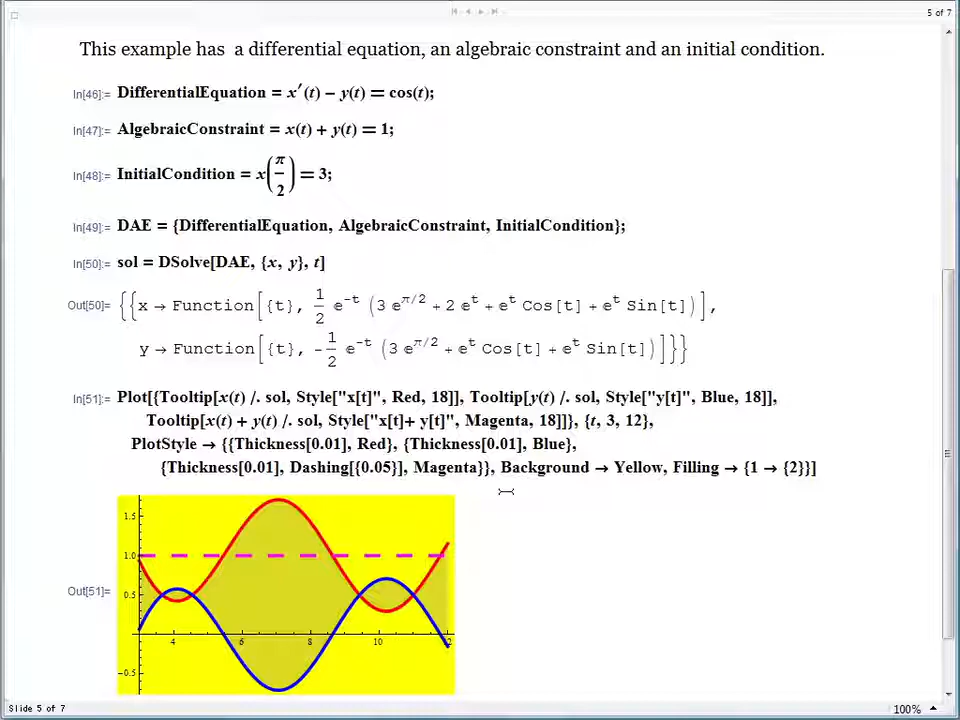 5 of 7
This example has a differential equation, an algebraic constraint and an initial condition.
In[46]:= DifferentialEquation = x′(t) − y(t) = cos(t);
In[47]:= AlgebraicConstraint = x(t) + y(t) = 1;
In[48]:= InitialCondition = x(π/2) = 3;
In[49]:= DAE = {DifferentialEquation, AlgebraicConstraint, InitialCondition};
In[50]:= sol = DSolve[DAE, {x, y}, t]
Out[50]= {{x → Function[{t}, 1/2 e^-t (3 e^π/2 + 2 e^t + e^t Cos[t] + e^t Sin[t])],
y → Function[{t}, -1/2 e^-t (3 e^π/2 + e^t Cos[t] + e^t Sin[t])]}}
In[51]:= Plot[{Tooltip[x(t) /. sol, Style["x[t]", Red, 18]], Tooltip[y(t) /. sol, Style["y[t]", Blue, 18]],
Tooltip[x(t) + y(t) /. sol, Style["x[t]+ y[t]", Magenta, 18]]}, {t, 3, 12},
PlotStyle → {{Thickness[0.01], Red}, {Thickness[0.01], Blue},
{Thickness[0.01], Dashing[{0.05}], Magenta}}, Background → Yellow, Filling → {1 → {2}}]
Out[51]=
1.5
1.0
0.5
-0.5
4 6 8 10 12
Slide 5 of 7
100%